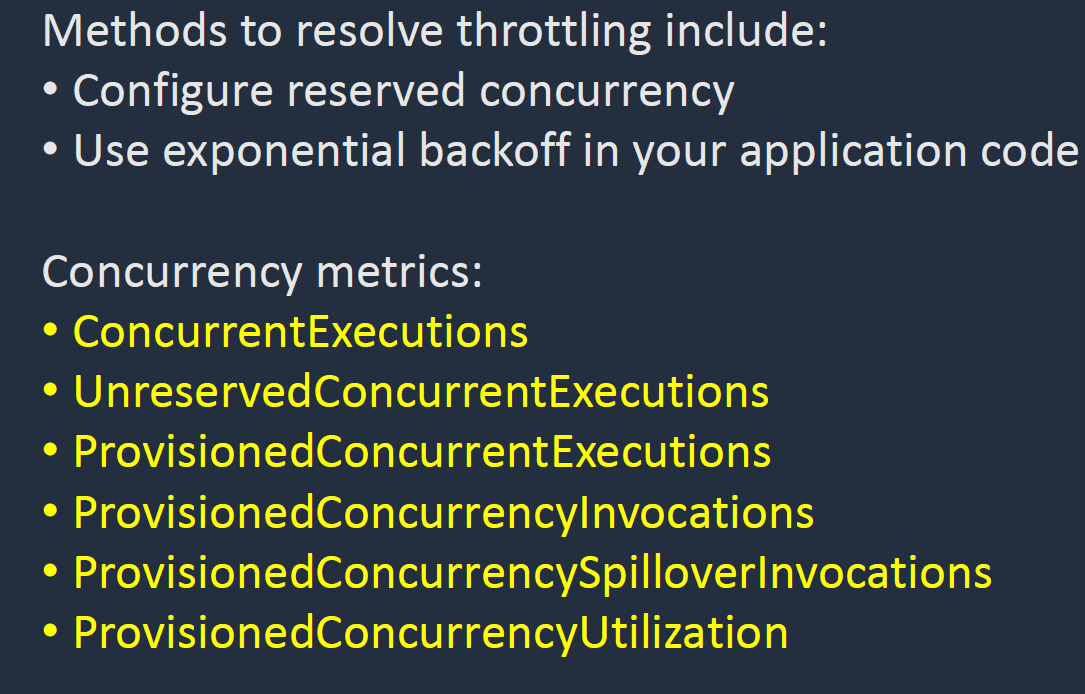 Methods to resolve throttling include:
• Configure reserved concurrency
• Use exponential backoff in your application code
Concurrency metrics:
• ConcurrentExecutions
• UnreservedConcurrentExecutions
• ProvisionedConcurrentExecutions
• ProvisionedConcurrencyInvocations
• ProvisionedConcurrencySpilloverInvocations
• ProvisionedConcurrencyUtilization